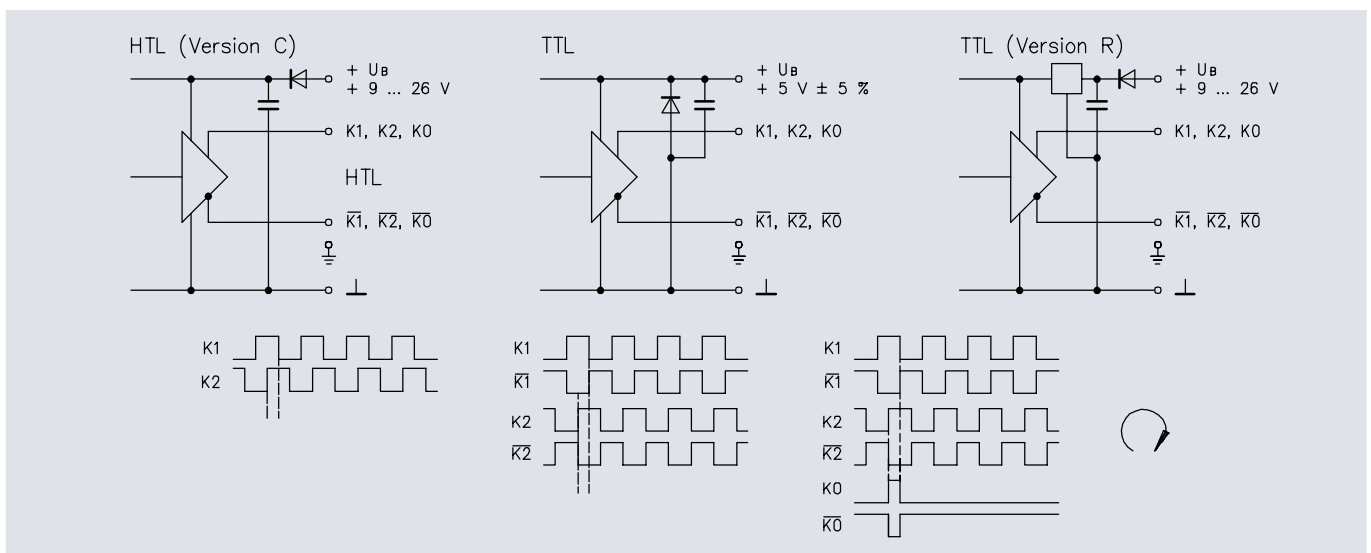 HTL (Version C)
+ UB
+ 9 ... 26 V
K1, K2, K0
HTL
K̅1̅, K̅2̅, K̅0̅
⊥
TTL
+ UB
+ 5 V ± 5 %
K1, K2, K0
K̅1̅, K̅2̅, K̅0̅
⊥
TTL (Version R)
+ UB
+ 9 ... 26 V
K1, K2, K0
K̅1̅, K̅2̅, K̅0̅
⊥
K1
K2
K1
K̅1̅
K2
K̅2̅
K1
K̅1̅
K2
K̅2̅
K0
K̅0̅